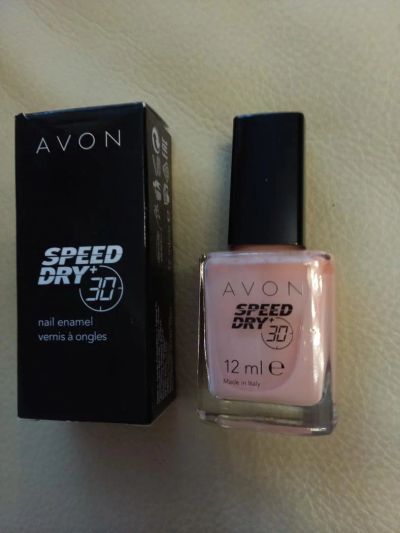 AVON
SPEED
DRY+
30
nail enamel
vernis à ongles
AVON
SPEED
DRY+
30
12 ml e
Made in Italy